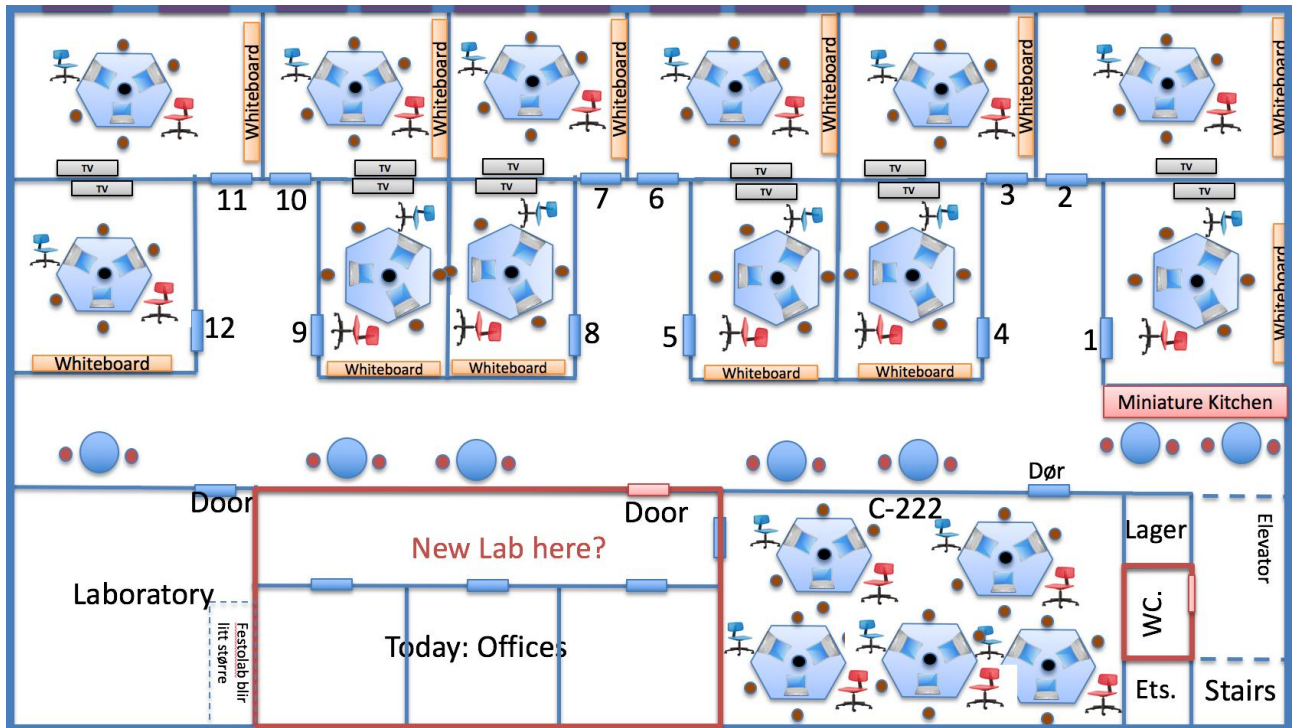 Whiteboard
Whiteboard
Whiteboard
Whiteboard
Whiteboard
Whiteboard
TV
TV
TV
TV
TV
TV
TV
TV
TV
TV
TV
TV
11
10
7
6
3
2
12
9
8
5
4
1
Whiteboard
Whiteboard
Whiteboard
Whiteboard
Whiteboard
Whiteboard
Miniature Kitchen
Door
Door
Dør
C-222
New Lab here?
Laboratory
Festolab blir
litt større
Today: Offices
Lager
WC.
Ets.
Elevator
Stairs